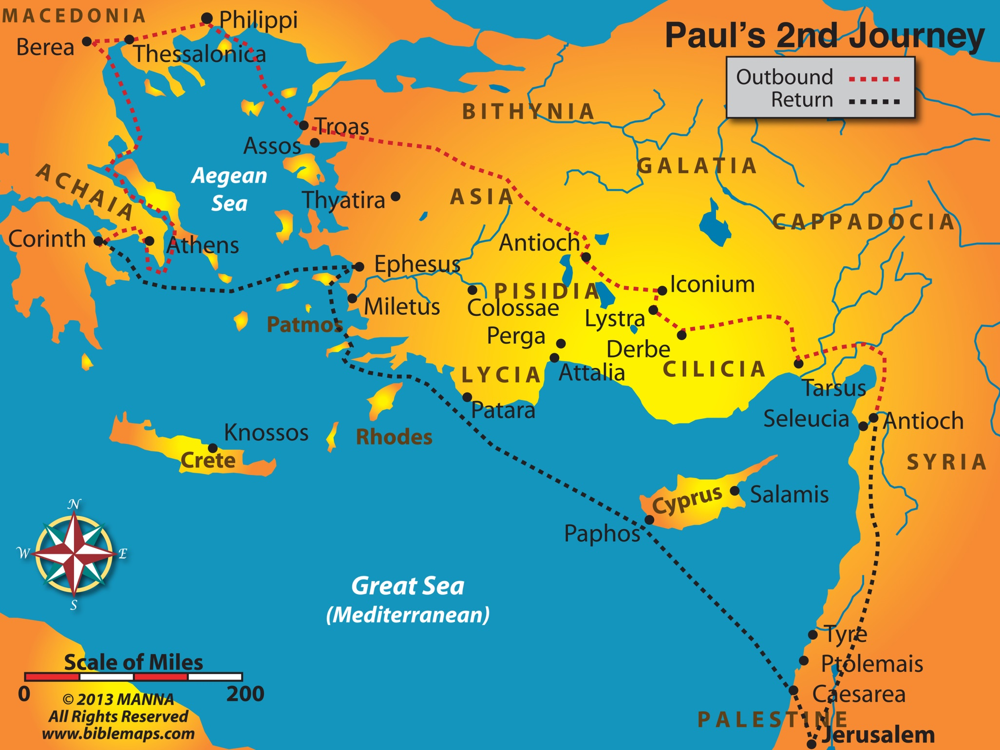 Paul's 2nd Journey
Outbound
Return
MACEDONIA
Philippi
Berea
Thessalonica
BITHYNIA
Troas
Assos
GALATIA
ACHAIA
Aegean
Sea
Thyatira
ASIA
CAPPADOCIA
Corinth
Athens
Antioch
Ephesus
Iconium
PISIDIA
Miletus
Colossae
Lystra
Patmos
Perga
Derbe
LYCIA
Attalia
CILICIA
Tarsus
Patara
Seleucia
Antioch
Knossos
Rhodes
Crete
SYRIA
Cyprus
Salamis
Paphos
N
W
E
S
Great Sea
(Mediterranean)
Tyre
Ptolemais
Caesarea
PALESTINE
Jerusalem
Scale of Miles
0
200
© 2013 MANNA
All Rights Reserved
www.biblemaps.com